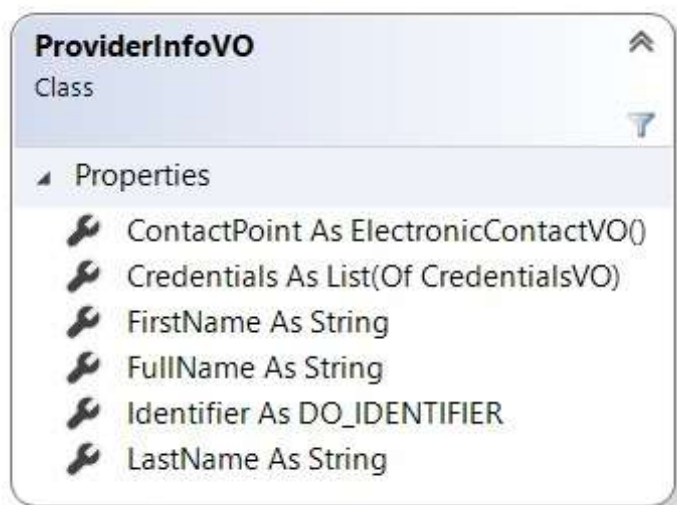 ProviderInfoVO
Class
Properties
ContactPoint As ElectronicContactVO()
Credentials As List(Of CredentialsVO)
FirstName As String
FullName As String
Identifier As DO_IDENTIFIER
LastName As String